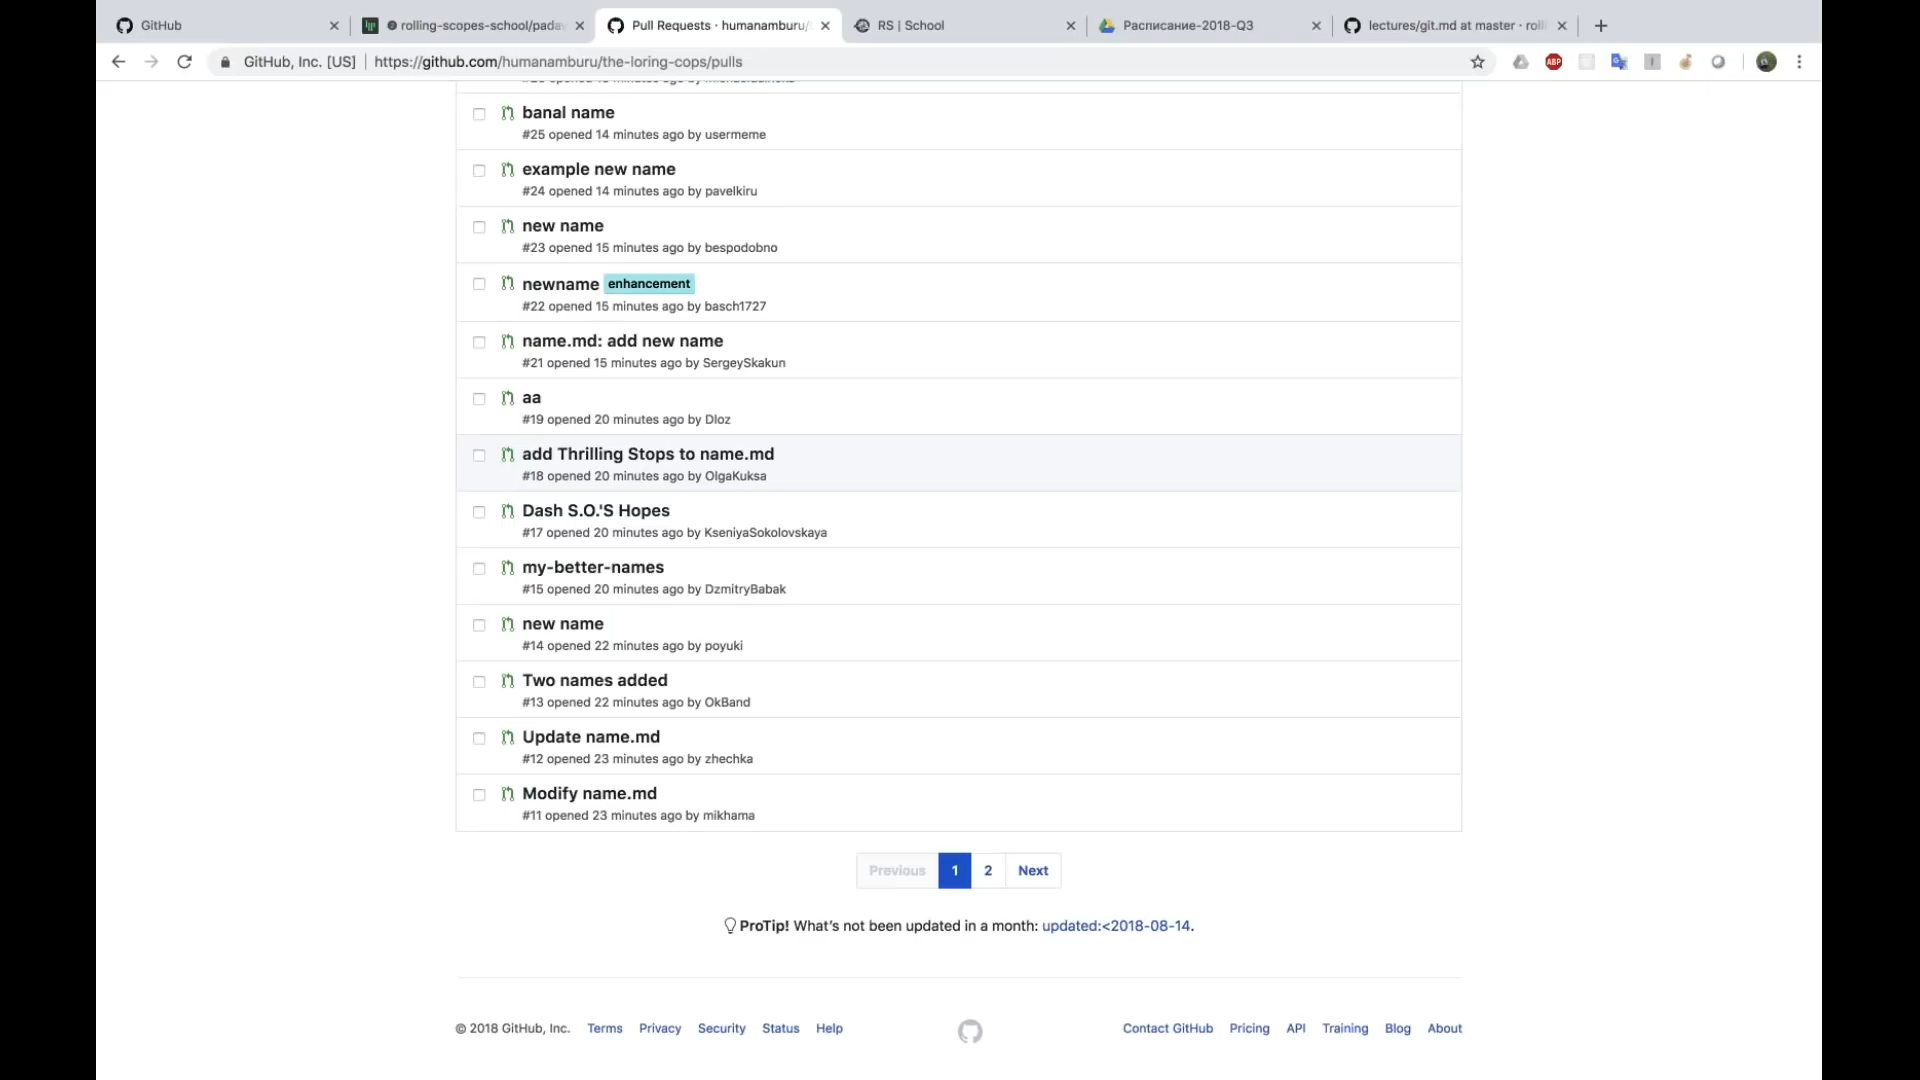 GitHub
rolling-scopes-school/pada
Pull Requests · humanamburu/
RS | School
Расписание-2018-Q3
lectures/git.md at master · roll
GitHub, Inc. [US]
https://github.com/humanamburu/the-loring-cops/pulls
ABP
banal name
#25 opened 14 minutes ago by usermeme
example new name
#24 opened 14 minutes ago by pavelkiru
new name
#23 opened 15 minutes ago by bespodobno
newname enhancement
#22 opened 15 minutes ago by basch1727
name.md: add new name
#21 opened 15 minutes ago by SergeySkakun
aa
#19 opened 20 minutes ago by Dloz
add Thrilling Stops to name.md
#18 opened 20 minutes ago by OlgaKuksa
Dash S.O.'S Hopes
#17 opened 20 minutes ago by KseniyaSokolovskaya
my-better-names
#15 opened 20 minutes ago by DzmitryBabak
new name
#14 opened 22 minutes ago by poyuki
Two names added
#13 opened 22 minutes ago by OkBand
Update name.md
#12 opened 23 minutes ago by zhechka
Modify name.md
#11 opened 23 minutes ago by mikhama
Previous 1 2 Next
ProTip! What's not been updated in a month: updated:<2018-08-14.
© 2018 GitHub, Inc. Terms Privacy Security Status Help
Contact GitHub Pricing API Training Blog About